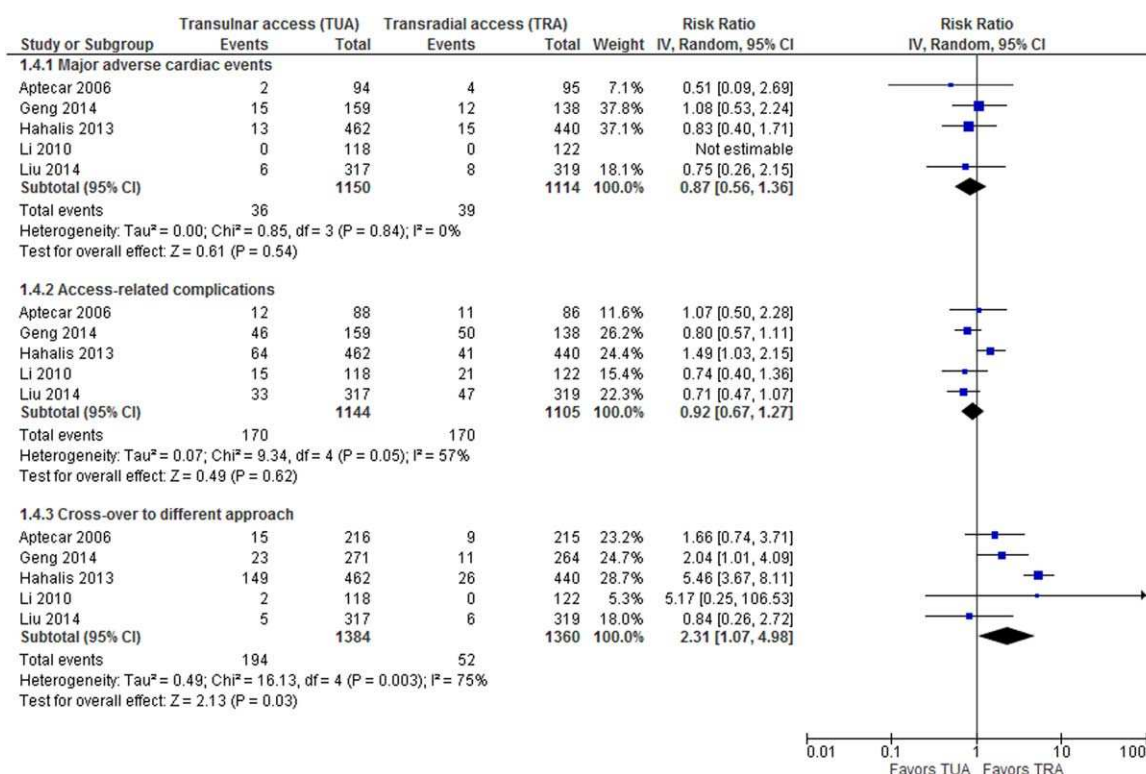 Transulnar access (TUA) Transradial access (TRA) Risk Ratio Risk Ratio
Study or Subgroup Events Total Events Total Weight IV, Random, 95% CI IV, Random, 95% CI
1.4.1 Major adverse cardiac events
Aptecar 2006 2 94 4 95 7.1% 0.51 [0.09, 2.69]
Geng 2014 15 159 12 138 37.8% 1.08 [0.53, 2.24]
Hahalis 2013 13 462 15 440 37.1% 0.83 [0.40, 1.71]
Li 2010 0 118 0 122 Not estimable
Liu 2014 6 317 8 319 18.1% 0.75 [0.26, 2.15]
Subtotal (95% CI) 1150 1114 100.0% 0.87 [0.56, 1.36]
Total events 36 39
Heterogeneity: Tau² = 0.00; Chi² = 0.85, df = 3 (P = 0.84); I² = 0%
Test for overall effect: Z = 0.61 (P = 0.54)
1.4.2 Access-related complications
Aptecar 2006 12 88 11 86 11.6% 1.07 [0.50, 2.28]
Geng 2014 46 159 50 138 26.2% 0.80 [0.57, 1.11]
Hahalis 2013 64 462 41 440 24.4% 1.49 [1.03, 2.15]
Li 2010 15 118 21 122 15.4% 0.74 [0.40, 1.36]
Liu 2014 33 317 47 319 22.3% 0.71 [0.47, 1.07]
Subtotal (95% CI) 1144 1105 100.0% 0.92 [0.67, 1.27]
Total events 170 170
Heterogeneity: Tau² = 0.07; Chi² = 9.34, df = 4 (P = 0.05); I² = 57%
Test for overall effect: Z = 0.49 (P = 0.62)
1.4.3 Cross-over to different approach
Aptecar 2006 15 216 9 215 23.2% 1.66 [0.74, 3.71]
Geng 2014 23 271 11 264 24.7% 2.04 [1.01, 4.09]
Hahalis 2013 149 462 26 440 28.7% 5.46 [3.67, 8.11]
Li 2010 2 118 0 122 5.3% 5.17 [0.25, 106.53]
Liu 2014 5 317 6 319 18.0% 0.84 [0.26, 2.72]
Subtotal (95% CI) 1384 1360 100.0% 2.31 [1.07, 4.98]
Total events 194 52
Heterogeneity: Tau² = 0.49; Chi² = 16.13, df = 4 (P = 0.003); I² = 75%
Test for overall effect: Z = 2.13 (P = 0.03)
0.01 0.1 1 10 100
Favors TUA Favors TRA